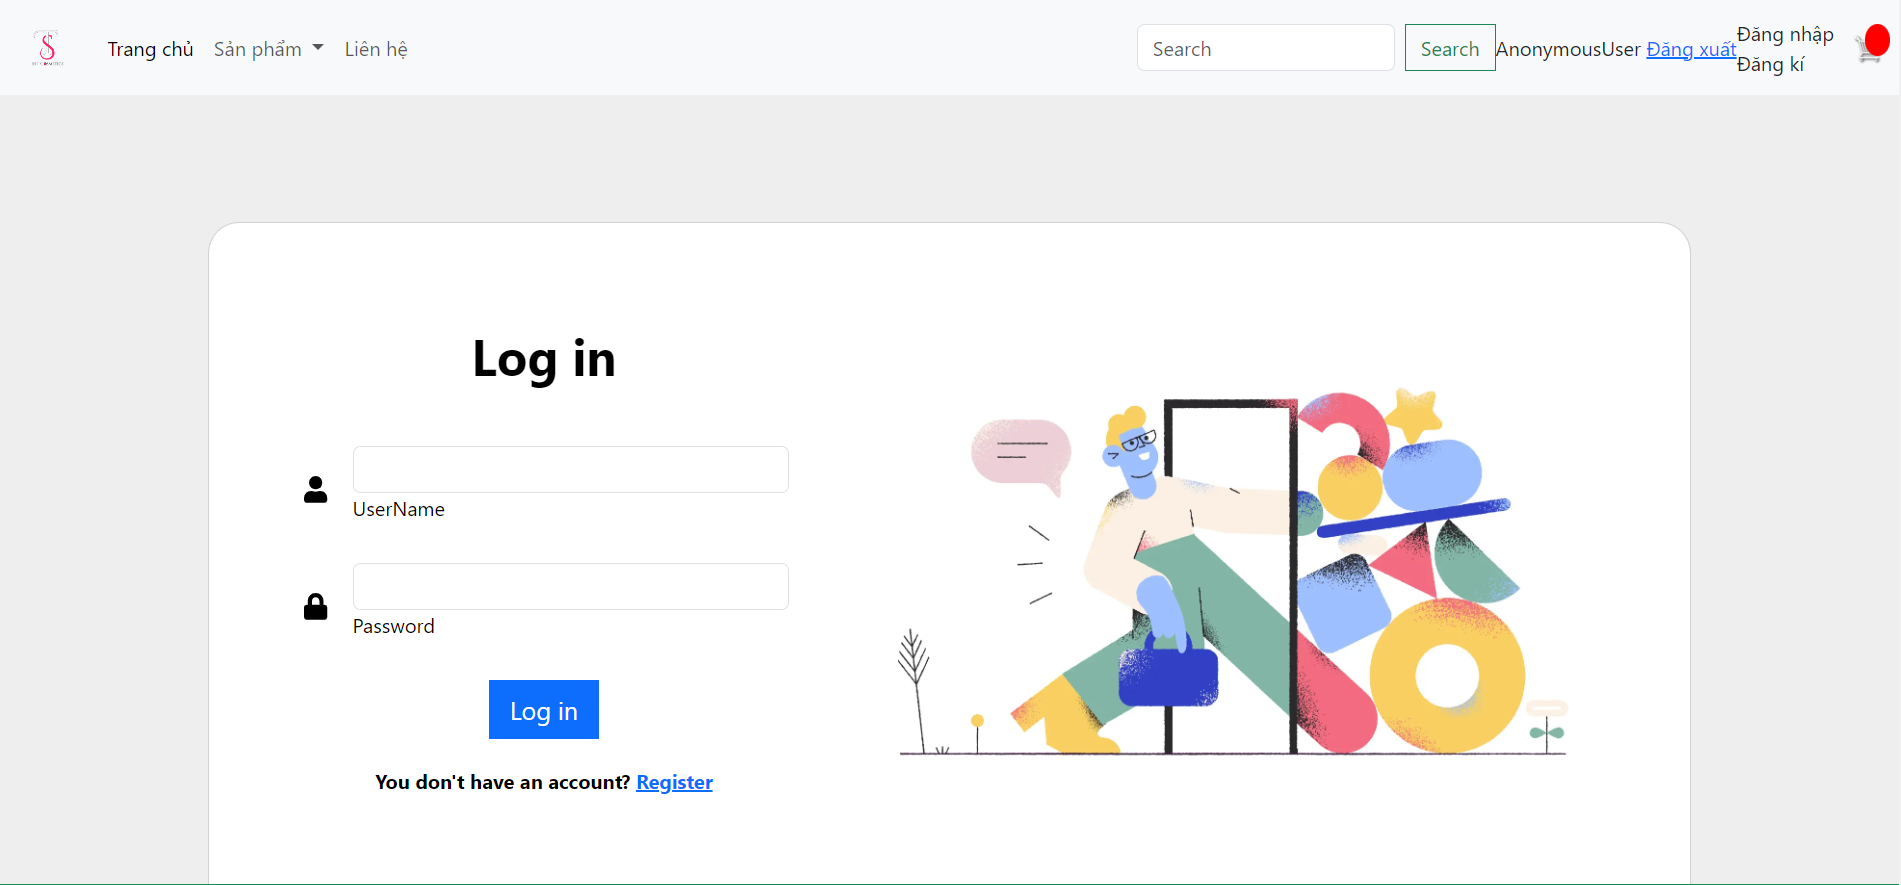 Trang chủ Sản phẩm Liên hệ Search Search AnonymousUser Đăng xuất Đăng nhập
Đăng kí
Log in
UserName
Password
Log in
You don't have an account? Register